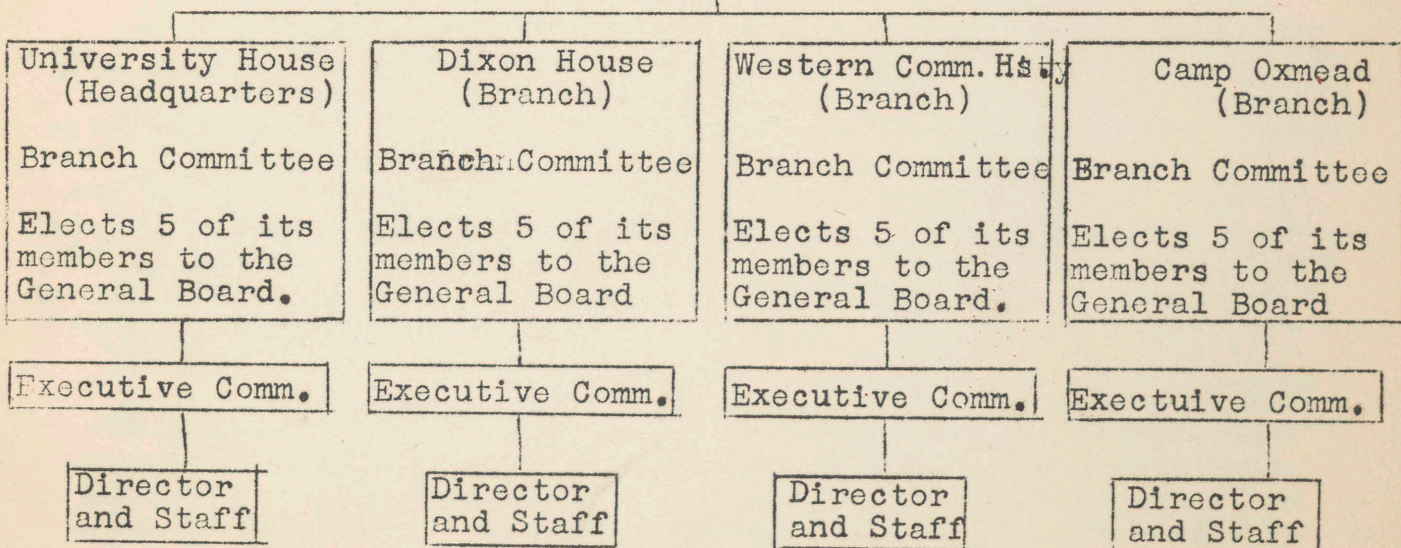 University House
(Headquarters)
Branch Committee
Elects 5 of its
members to the
General Board.
Executive Comm.
Director
and Staff
Dixon House
(Branch)
Branch Committee
Elects 5 of its
members to the
General Board
Executive Comm.
Director
and Staff
Western Comm.
(Branch)
Branch Committee
Elects 5 of its
members to the
General Board.
Executive Comm.
Director
and Staff
Camp Oxmead
(Branch)
Branch Committee
Elects 5 of its
members to the
General Board
Exectuive Comm.
Director
and Staff